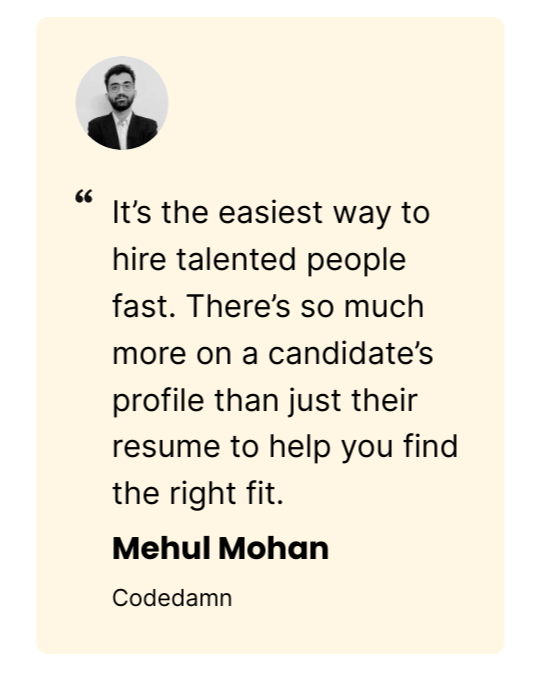 “ It’s the easiest way to
hire talented people
fast. There’s so much
more on a candidate’s
profile than just their
resume to help you find
the right fit.
Mehul Mohan
Codedamn